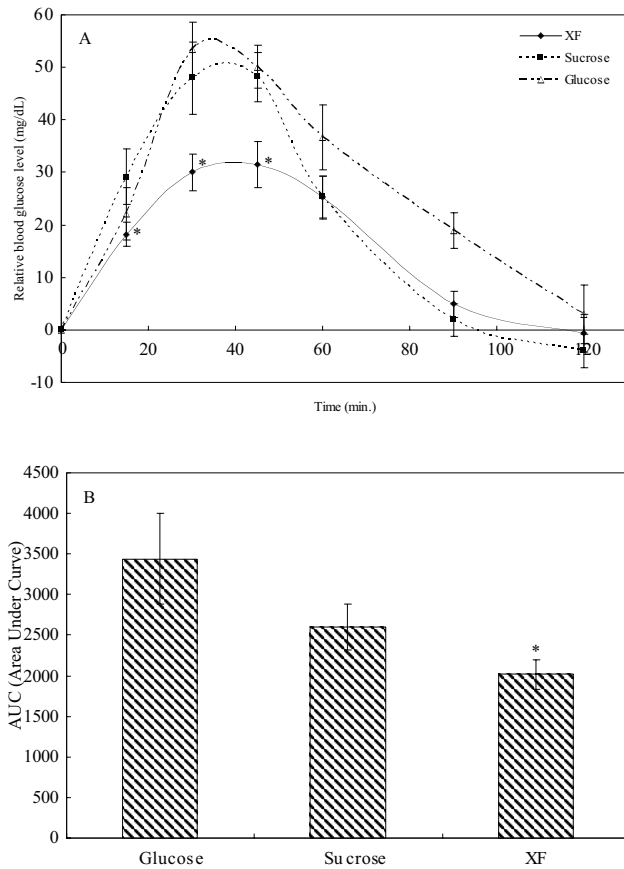 A
XF
Sucrose
Glucose
60
50
40
30
20
10
0
-10
Relative blood glucose level (mg/dL)
*
*
*
0 20 40 60 80 100 120
Time (min.)
B
4500
4000
3500
3000
2500
2000
1500
1000
500
0
AUC (Area Under Curve)
*
Glucose Sucrose XF